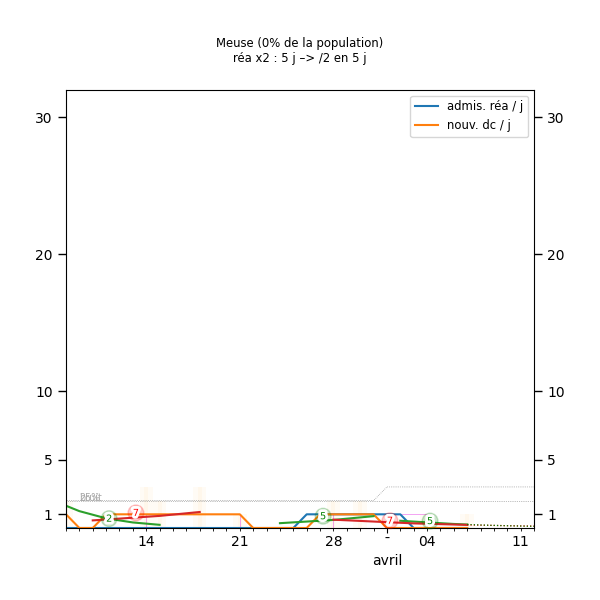 Meuse (0% de la population)
réa x2 : 5 j –> /2 en 5 j
admis. réa / j
nouv. dc / j
30 30
20 20
10 10
5 5
1 1
2 7 5 7 5
14 21 28 - 04 11
avril